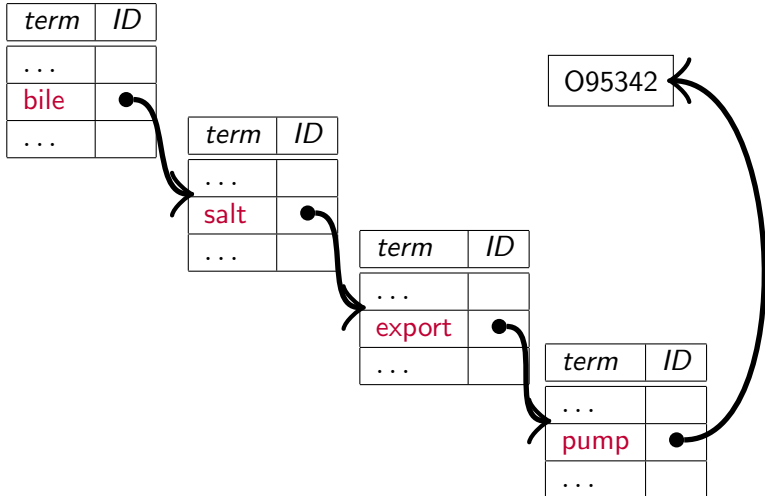 term ID
. . .
bile
. . .
O95342
term ID
. . .
salt
. . .
term ID
. . .
export
. . .
term ID
. . .
pump
. . .